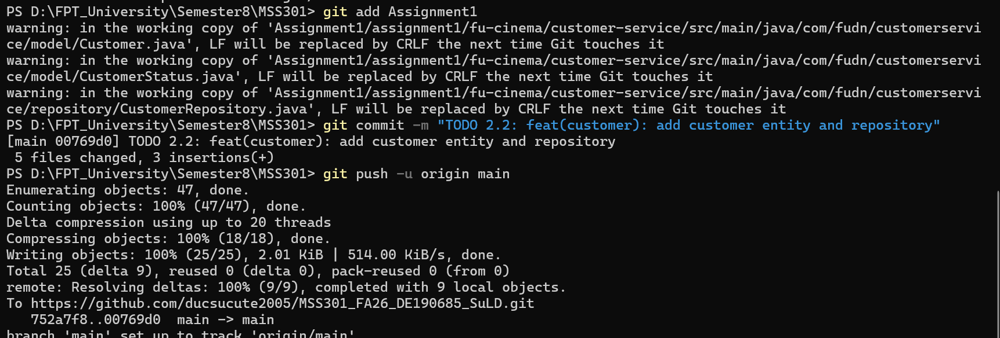 PS D:\FPT_University\Semester8\MSS301> git add Assignment1
warning: in the working copy of 'Assignment1/assignment1/fu-cinema/customer-service/src/main/java/com/fudn/customerservi
ce/model/Customer.java', LF will be replaced by CRLF the next time Git touches it
warning: in the working copy of 'Assignment1/assignment1/fu-cinema/customer-service/src/main/java/com/fudn/customerservi
ce/model/CustomerStatus.java', LF will be replaced by CRLF the next time Git touches it
warning: in the working copy of 'Assignment1/assignment1/fu-cinema/customer-service/src/main/java/com/fudn/customerservi
ce/repository/CustomerRepository.java', LF will be replaced by CRLF the next time Git touches it
PS D:\FPT_University\Semester8\MSS301> git commit -m "TODO 2.2: feat(customer): add customer entity and repository"
[main 00769d0] TODO 2.2: feat(customer): add customer entity and repository
 5 files changed, 3 insertions(+)
PS D:\FPT_University\Semester8\MSS301> git push -u origin main
Enumerating objects: 47, done.
Counting objects: 100% (47/47), done.
Delta compression using up to 20 threads
Compressing objects: 100% (18/18), done.
Writing objects: 100% (25/25), 2.01 KiB | 514.00 KiB/s, done.
Total 25 (delta 9), reused 0 (delta 0), pack-reused 0 (from 0)
remote: Resolving deltas: 100% (9/9), completed with 9 local objects.
To https://github.com/ducsucute2005/MSS301_FA26_DE190685_SuLD.git
   752a7f8..00769d0  main -> main
branch 'main' set up to track 'origin/main'